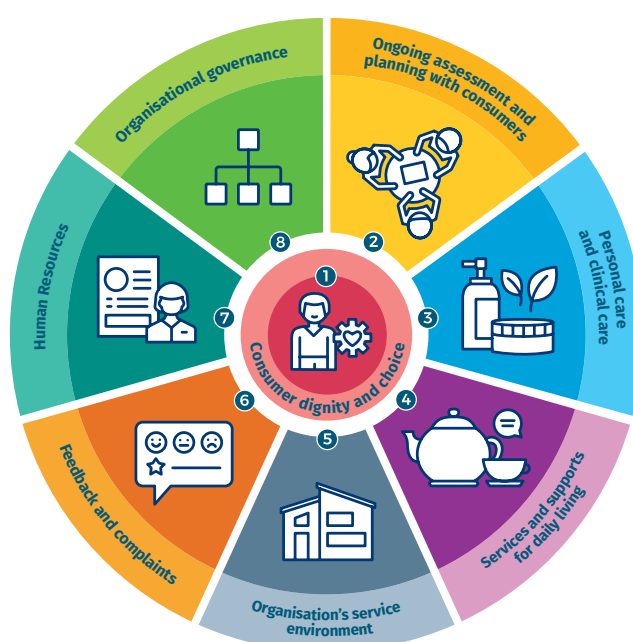 1
Consumer dignity and choice
2
Ongoing assessment and
planning with consumers
3
Personal care
and clinical care
4
Services and supports
for daily living
5
Organisation's service
environment
6
Feedback and complaints
7
Human Resources
8
Organisational governance